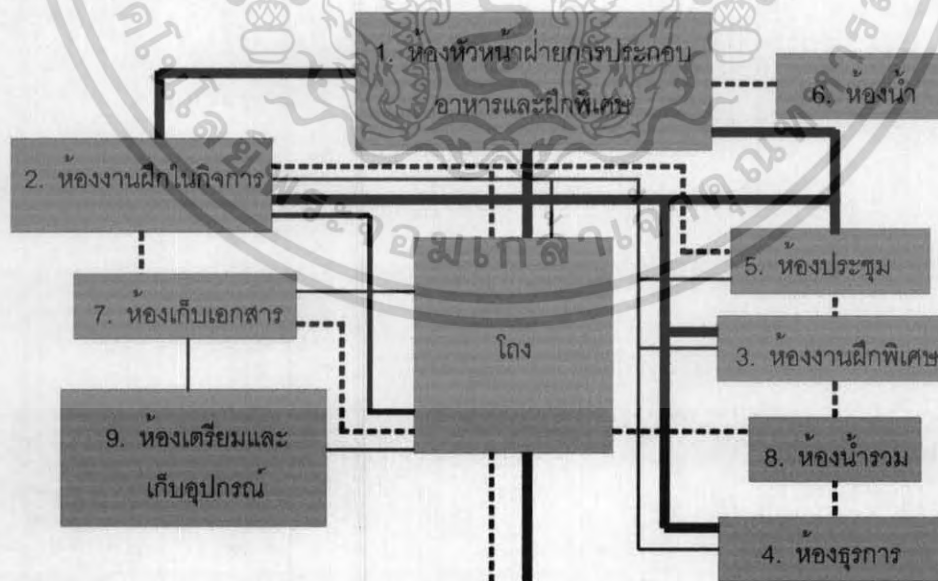 1. ห้องหัวหน้าฝ่ายการประกอบ
อาหารและฝึกพิเศษ
6. ห้องน้ำ
2. ห้องงานฝึกในกิจการ
5. ห้องประชุม
7. ห้องเก็บเอกสาร
โถง
3. ห้องงานฝึกพิเศษ
9. ห้องเตรียมและ
เก็บอุปกรณ์
8. ห้องน้ำรวม
4. ห้องธุรการ